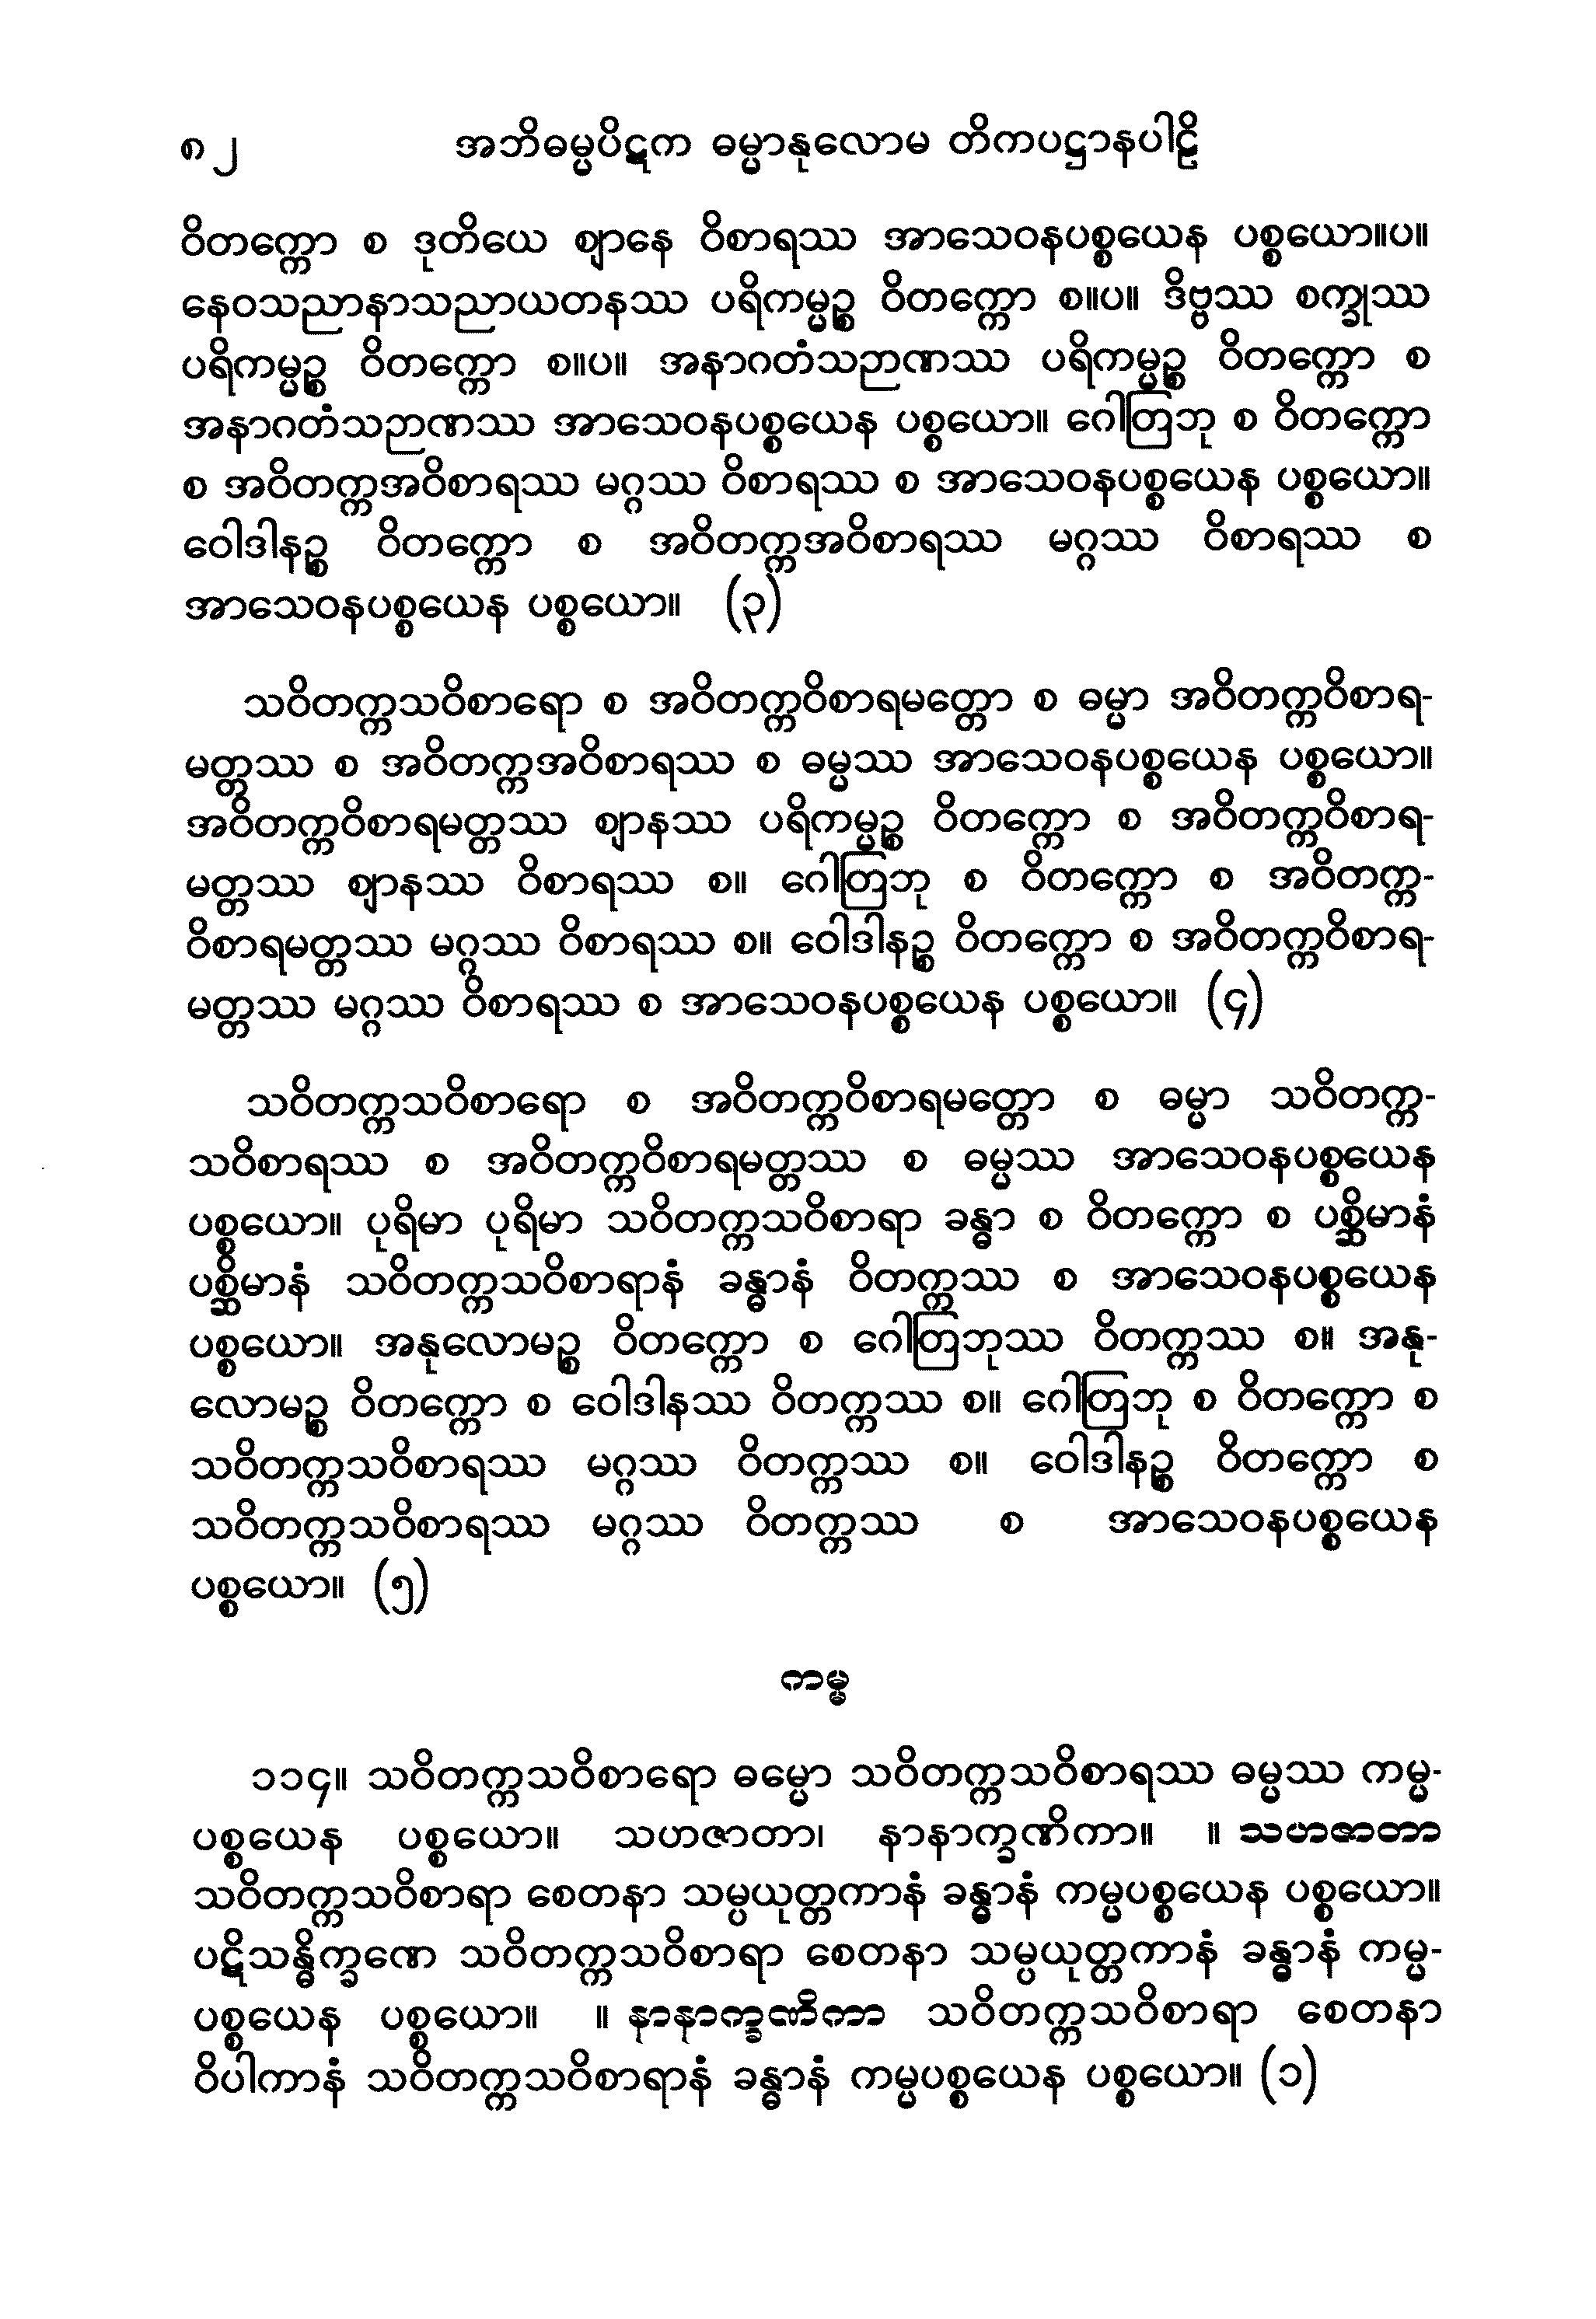 ၈၂ အဘိဓမ္မပိဋက ဓမ္မာနုလောမ တိကပဋ္ဌာနပါဠိ
ဝိတက္ကော စ ဒုတိယေ ဈာနေ ဝိစာရဿ အာသေဝနပစ္စယေန ပစ္စယော။ပ။
နေဝသညာနာသညာယတနဿ ပရိကမ္မဉ္စ ဝိတက္ကော စ။ပ။ ဒိဗ္ဗဿ စက္ခုဿ
ပရိကမ္မဉ္စ ဝိတက္ကော စ။ပ။ အနာဂတံသဉာဏဿ ပရိကမ္မဉ္စ ဝိတက္ကော စ
အနာဂတံသဉာဏဿ အာသေဝနပစ္စယေန ပစ္စယော။ ဂေါတြဘု စ ဝိတက္ကော
စ အဝိတက္ကအဝိစာရဿ မဂ္ဂဿ ဝိစာရဿ စ အာသေဝနပစ္စယေန ပစ္စယော။
ဝေါဒါနဉ္စ ဝိတက္ကော စ အဝိတက္ကအဝိစာရဿ မဂ္ဂဿ ဝိစာရဿ စ
အာသေဝနပစ္စယေန ပစ္စယော။ (၃)
သဝိတက္ကသဝိစာရော စ အဝိတက္ကဝိစာရမတ္တော စ ဓမ္မာ အဝိတက္ကဝိစာရ-
မတ္တဿ စ အဝိတက္ကအဝိစာရဿ စ ဓမ္မဿ အာသေဝနပစ္စယေန ပစ္စယော။
အဝိတက္ကဝိစာရမတ္တဿ ဈာနဿ ပရိကမ္မဉ္စ ဝိတက္ကော စ အဝိတက္ကဝိစာရ-
မတ္တဿ ဈာနဿ ဝိစာရဿ စ။ ဂေါတြဘု စ ဝိတက္ကော စ အဝိတက္က-
ဝိစာရမတ္တဿ မဂ္ဂဿ ဝိစာရဿ စ။ ဝေါဒါနဉ္စ ဝိတက္ကော စ အဝိတက္ကဝိစာရ-
မတ္တဿ မဂ္ဂဿ ဝိစာရဿ စ အာသေဝနပစ္စယေန ပစ္စယော။ (၄)
သဝိတက္ကသဝိစာရော စ အဝိတက္ကဝိစာရမတ္တော စ ဓမ္မာ သဝိတက္က-
သဝိစာရဿ စ အဝိတက္ကဝိစာရမတ္တဿ စ ဓမ္မဿ အာသေဝနပစ္စယေန
ပစ္စယော။ ပုရိမာ ပုရိမာ သဝိတက္ကသဝိစာရာ ခန္ဓာ စ ဝိတက္ကော စ ပစ္ဆိမာနံ
ပစ္ဆိမာနံ သဝိတက္ကသဝိစာရာနံ ခန္ဓာနံ ဝိတက္ကဿ စ အာသေဝနပစ္စယေန
ပစ္စယော။ အနုလောမဉ္စ ဝိတက္ကော စ ဂေါတြဘုဿ ဝိတက္ကဿ စ။ အနု-
လောမဉ္စ ဝိတက္ကော စ ဝေါဒါနဿ ဝိတက္ကဿ စ။ ဂေါတြဘု စ ဝိတက္ကော စ
သဝိတက္ကသဝိစာရဿ မဂ္ဂဿ ဝိတက္ကဿ စ။ ဝေါဒါနဉ္စ ဝိတက္ကော စ
သဝိတက္ကသဝိစာရဿ မဂ္ဂဿ ဝိတက္ကဿ စ အာသေဝနပစ္စယေန
ပစ္စယော။ (၅)
ကမ္မ
၁၁၄။ သဝိတက္ကသဝိစာရော ဓမ္မော သဝိတက္ကသဝိစာရဿ ဓမ္မဿ ကမ္မ-
ပစ္စယေန ပစ္စယော။ သဟဇာတာ၊ နာနာက္ခဏိကာ။ ။ သဟဇာတာ
သဝိတက္ကသဝိစာရာ စေတနာ သမ္ပယုတ္တကာနံ ခန္ဓာနံ ကမ္မပစ္စယေန ပစ္စယော။
ပဋိသန္ဓိက္ခဏေ သဝိတက္ကသဝိစာရာ စေတနာ သမ္ပယုတ္တကာနံ ခန္ဓာနံ ကမ္မ-
ပစ္စယေန ပစ္စယော။ ။ နာနာက္ခဏိကာ သဝိတက္ကသဝိစာရာ စေတနာ
ဝိပါကာနံ သဝိတက္ကသဝိစာရာနံ ခန္ဓာနံ ကမ္မပစ္စယေန ပစ္စယော။ (၁)